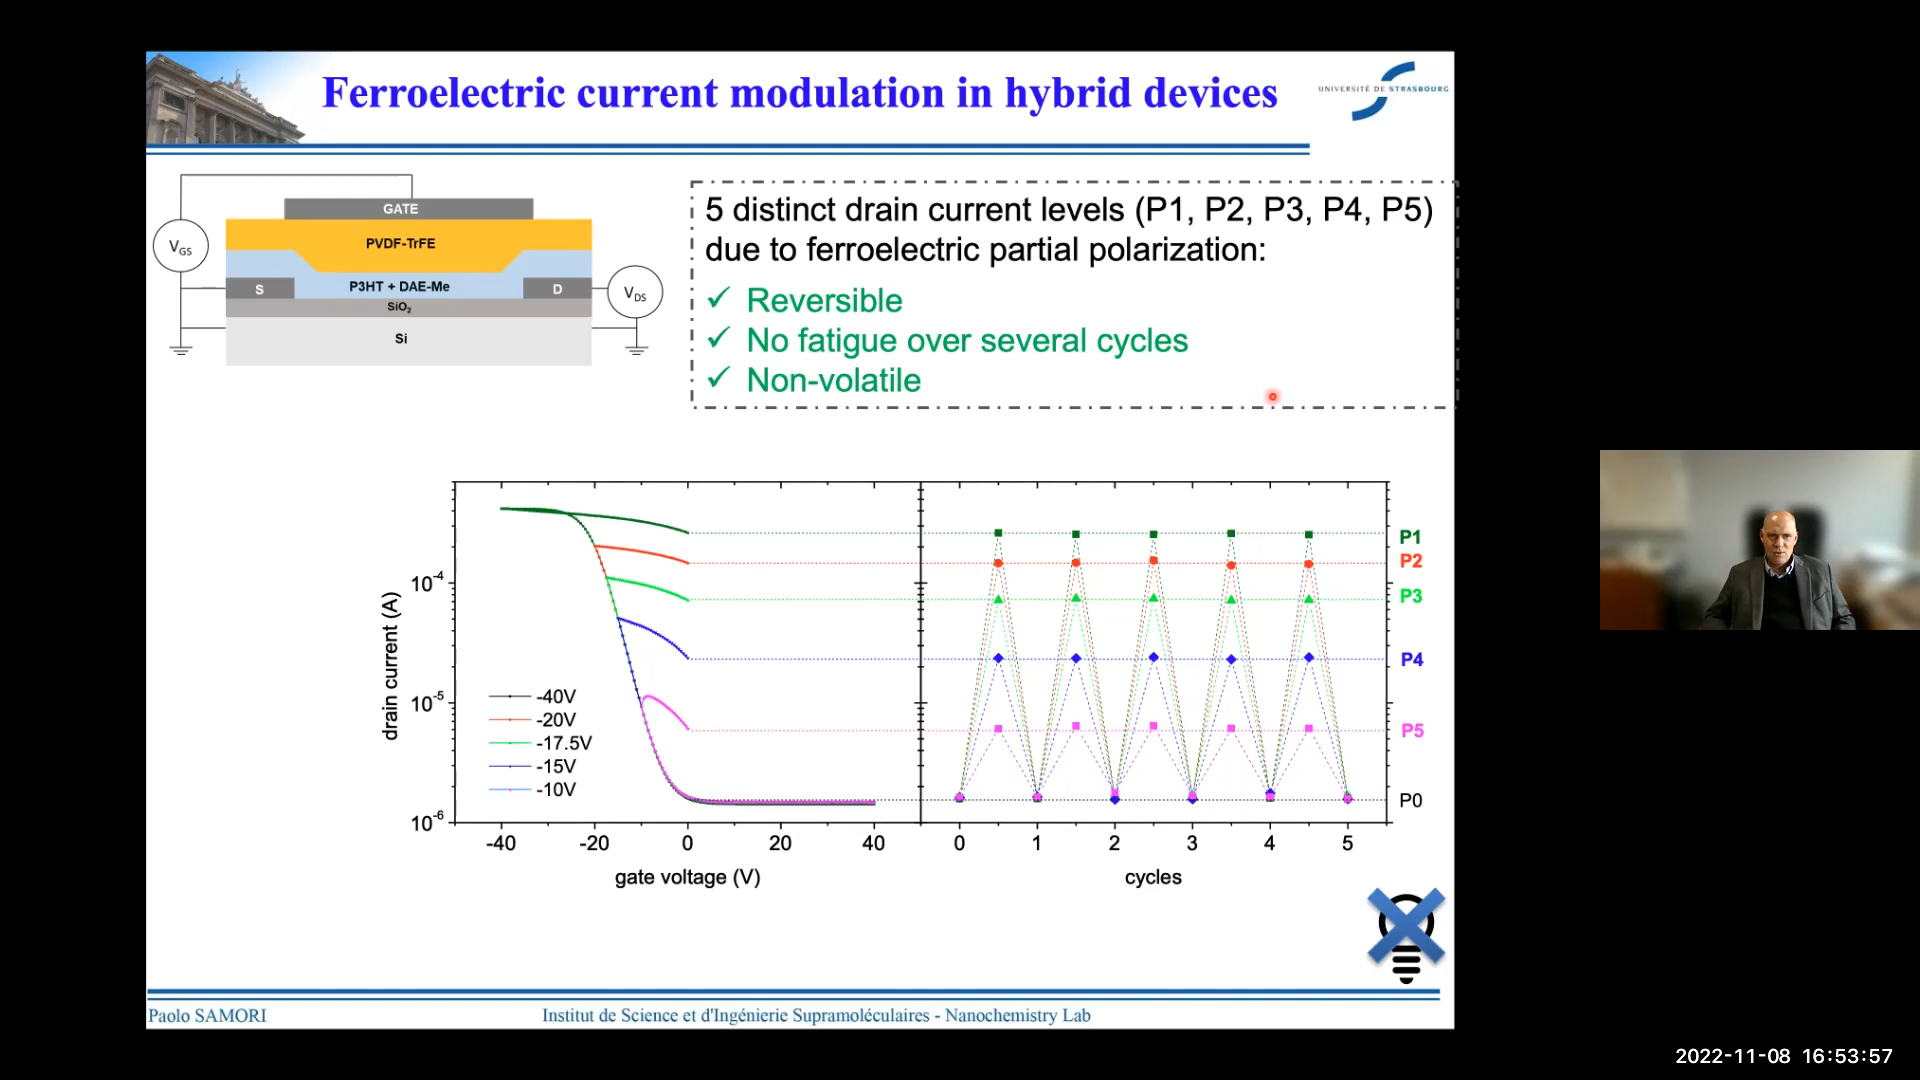 Ferroelectric current modulation in hybrid devices
UNIVERSITÉ DE STRASBOURG
GATE
PVDF-TrFE
VGS
P3HT + DAE-Me
S
D
VDS
SiO2
Si
5 distinct drain current levels (P1, P2, P3, P4, P5)
due to ferroelectric partial polarization:
✓ Reversible
✓ No fatigue over several cycles
✓ Non-volatile
drain current (A)
10-4
10-5
10-6
-40V
-20V
-17.5V
-15V
-10V
-40 -20 0 20 40
gate voltage (V)
0 1 2 3 4 5
cycles
P1
P2
P3
P4
P5
P0
Paolo SAMORI
Institut de Science et d'Ingénierie Supramoléculaires - Nanochemistry Lab
2022-11-08 16:53:57